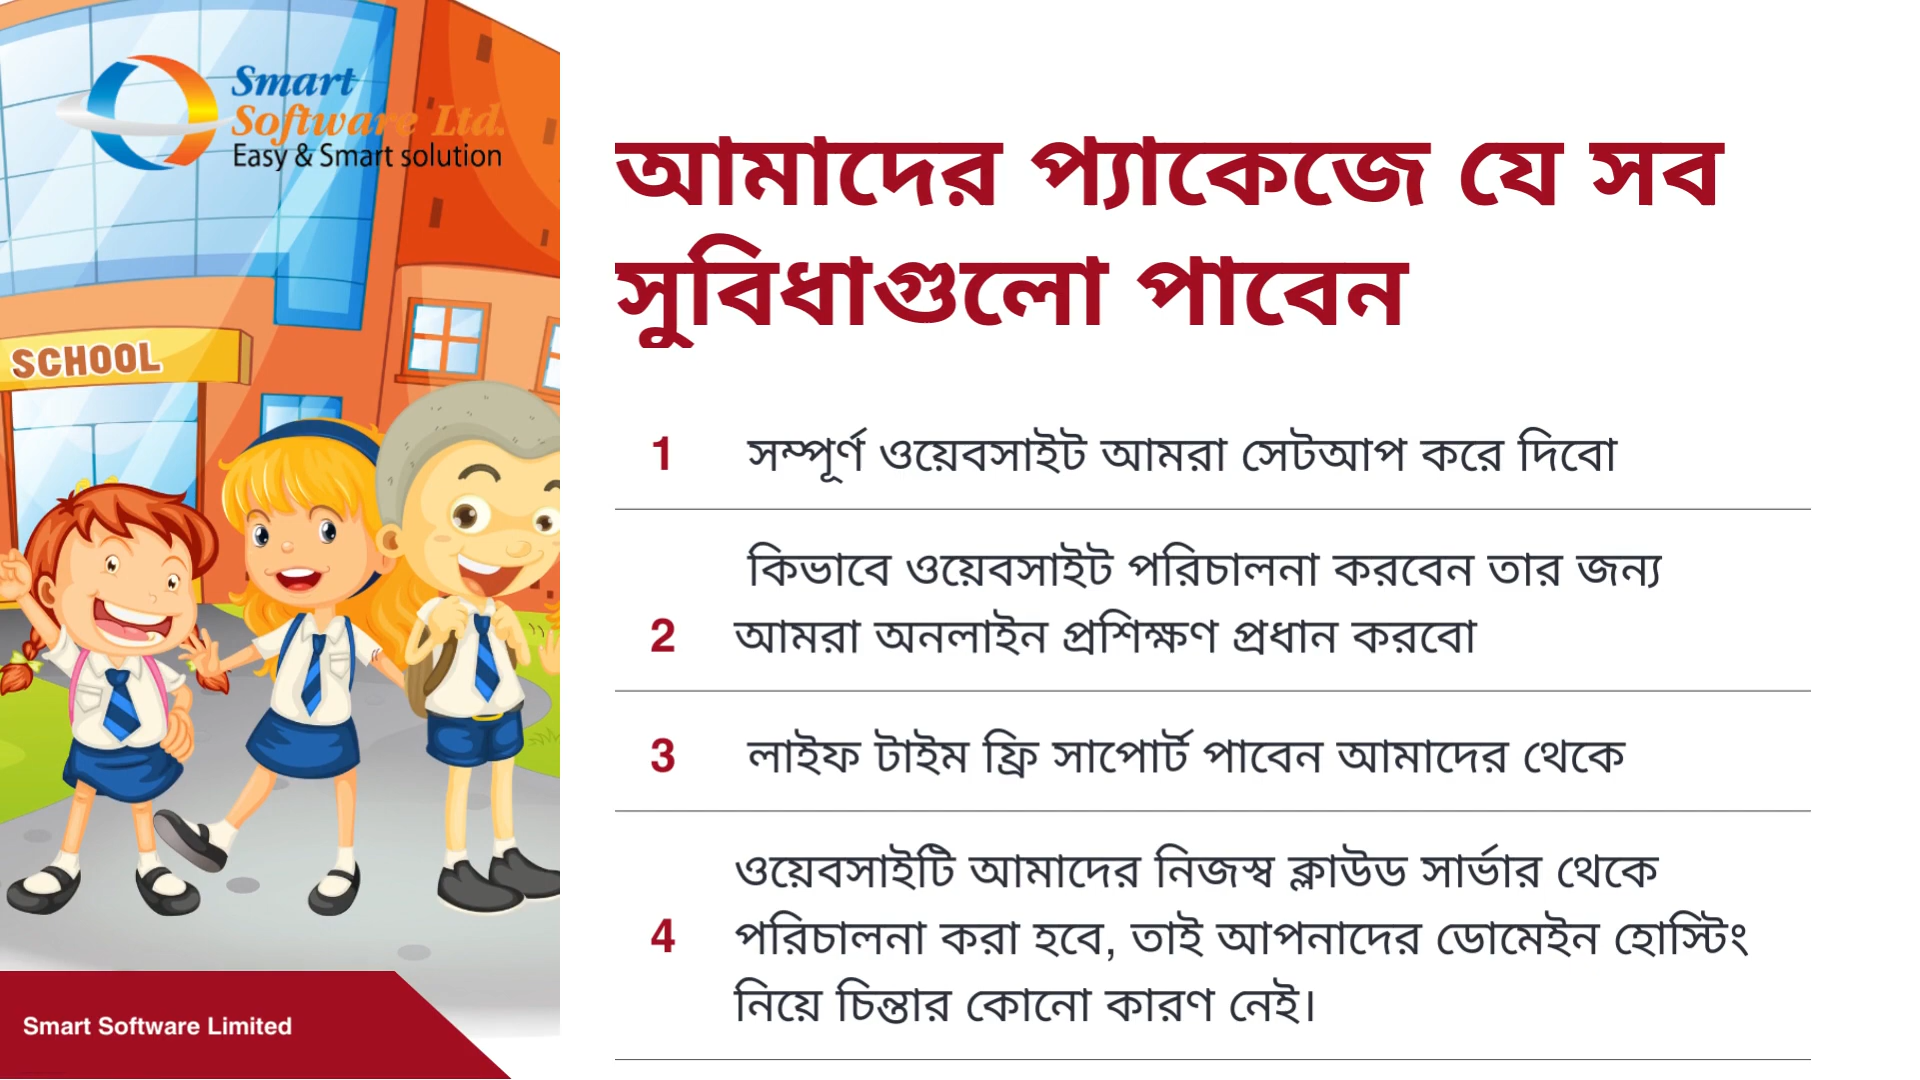 Smart
Software Ltd.
Easy & Smart solution
SCHOOL
আমাদের প্যাকেজে যে সব
সুবিধাগুলো পাবেন
1 সম্পূর্ণ ওয়েবসাইট আমরা সেটআপ করে দিবো
কিভাবে ওয়েবসাইট পরিচালনা করবেন তার জন্য
2 আমরা অনলাইন প্রশিক্ষণ প্রধান করবো
3 লাইফ টাইম ফ্রি সাপোর্ট পাবেন আমাদের থেকে
ওয়েবসাইটি আমাদের নিজস্ব ক্লাউড সার্ভার থেকে
4 পরিচালনা করা হবে, তাই আপনাদের ডোমেইন হোস্টিং
নিয়ে চিন্তার কোনো কারণ নেই।
Smart Software Limited